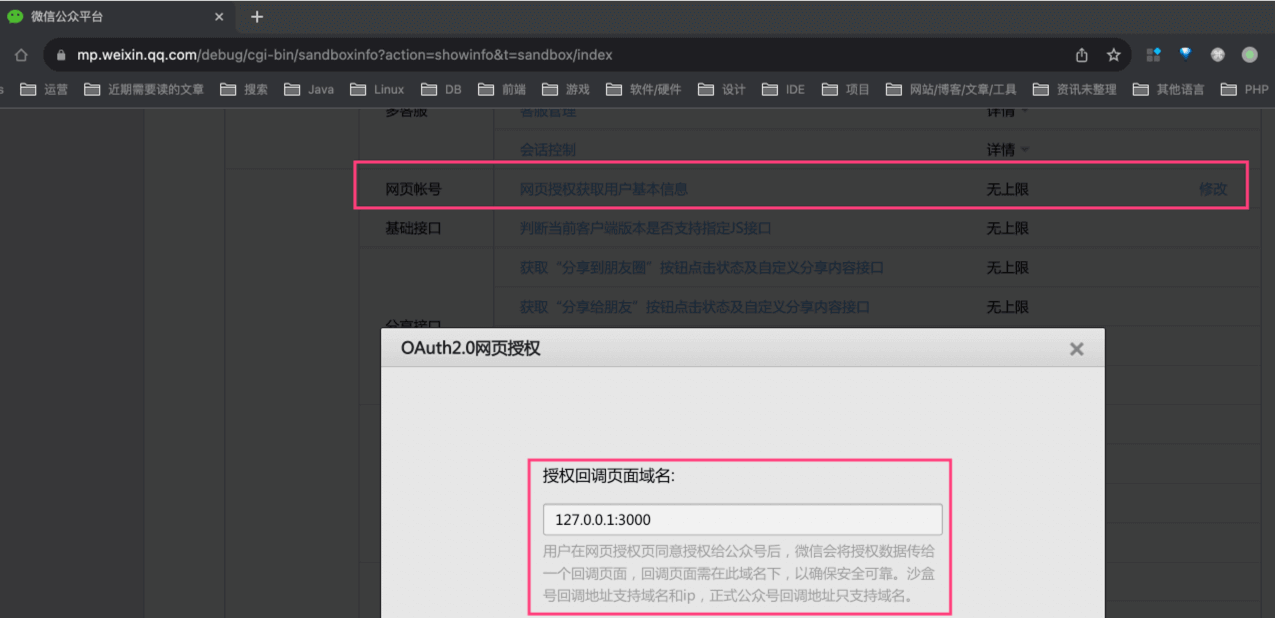 微信公众平台
mp.weixin.qq.com/debug/cgi-bin/sandboxinfo?action=showinfo&t=sandbox/index
s 运营 近期需要读的文章 搜索 Java Linux DB 前端 游戏 软件/硬件 设计 IDE 项目 网站/博客/文章/工具 资讯未整理 其他语言 PHP
多客服 客服管理 详情
会话控制 详情
网页帐号 网页授权获取用户基本信息 无上限 修改
基础接口 判断当前客户端版本是否支持指定JS接口 无上限
获取“分享到朋友圈”按钮点击状态及自定义分享内容接口 无上限
获取“分享给朋友”按钮点击状态及自定义分享内容接口 无上限
分享接口
OAuth2.0网页授权
授权回调页面域名:
127.0.0.1:3000
用户在网页授权页同意授权给公众号后，微信会将授权数据传给
一个回调页面，回调页面需在此域名下，以确保安全可靠。沙盒
号回调地址支持域名和ip，正式公众号回调地址只支持域名。